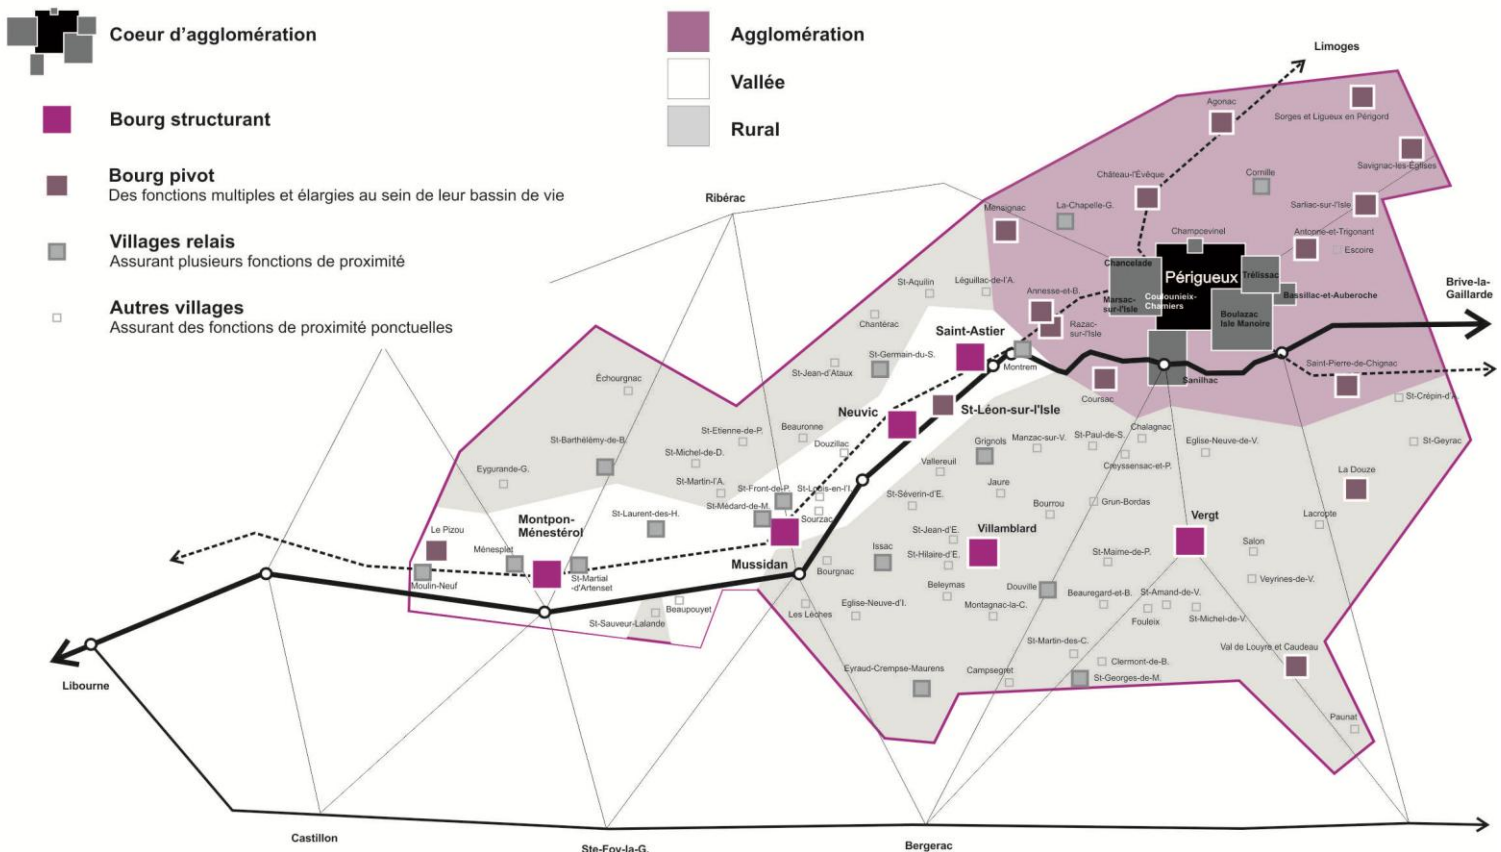 Coeur d'agglomération
Bourg structurant
Bourg pivot
Des fonctions multiples et élargies au sein de leur bassin de vie
Villages relais
Assurant plusieurs fonctions de proximité
Autres villages
Assurant des fonctions de proximité ponctuelles
Agglomération
Vallée
Rural
Limoges
Agonac
Sorges et Ligueux en Périgord
Savignac-les-Églises
Château-l'Évêque
Cornille
Ribérac
Mensignac
La-Chapelle-G.
Sarliac-sur-l'Isle
Champcevinel
Antonne-et-Trigonant
Escoire
Chancelade
Périgueux
Trélissac
St-Aquilin
Léguillac-de-l'A.
Annesse-et-B.
Marsac-
sur-l'Isle
Coulounieix-
Chamiers
Bassillac-et-Auberoche
Brive-la-
Gaillarde
Boulazac
Isle Manoire
Chantérac
Saint-Astier
Razac-
sur-l'Isle
St-Germain-du-S.
St-Jean-d'Ataux
Montrem
Saint-Pierre-de-Chignac
Sanilhac
Échourgnac
Coursac
St-Crépin-d'A.
Neuvic
St-Léon-sur-l'Isle
St-Barthélémy-de-B.
St-Etienne-de-P.
Beauronne
Douzillac
Grignols
Manzac-sur-V.
St-Paul-de-S.
Chalagnac
Eglise-Neuve-de-V.
St-Geyrac
St-Michel-de-D.
Creyssensac-et-P.
Eygurande-G.
Vallereuil
La Douze
St-Martin-l'A.
St-Front-de-P.
St-Louis-en-l'I.
Jaure
St-Séverin-d'E.
Bourrou
Grun-Bordas
St-Médard-de-M.
Sourzac
St-Laurent-des-H.
Montpon-
Ménestérol
Le Pizou
Villamblard
Vergt
Lacropte
St-Jean-d'E.
Ménesplet
Issac
St-Hilaire-d'E.
Salon
St-Maime-de-P.
Mussidan
Bourgnac
Moulin-Neuf
St-Martial
-d'Artenset
Douville
Veyrines-de-V.
Beleymas
Beauregard-et-B.
St-Amand-de-V.
Beaupouyet
Les Lèches
Eglise-Neuve-d'I.
Montagnac-la-C.
Fouleix
St-Michel-de-V.
St-Sauveur-Lalande
St-Martin-des-C.
Val de Louyre et Caudeau
Clermont-de-B.
Eyraud-Crempse-Maurens
Campsegret
St-Georges-de-M.
Libourne
Paunat
Castillon
Ste-Foy-la-G.
Bergerac